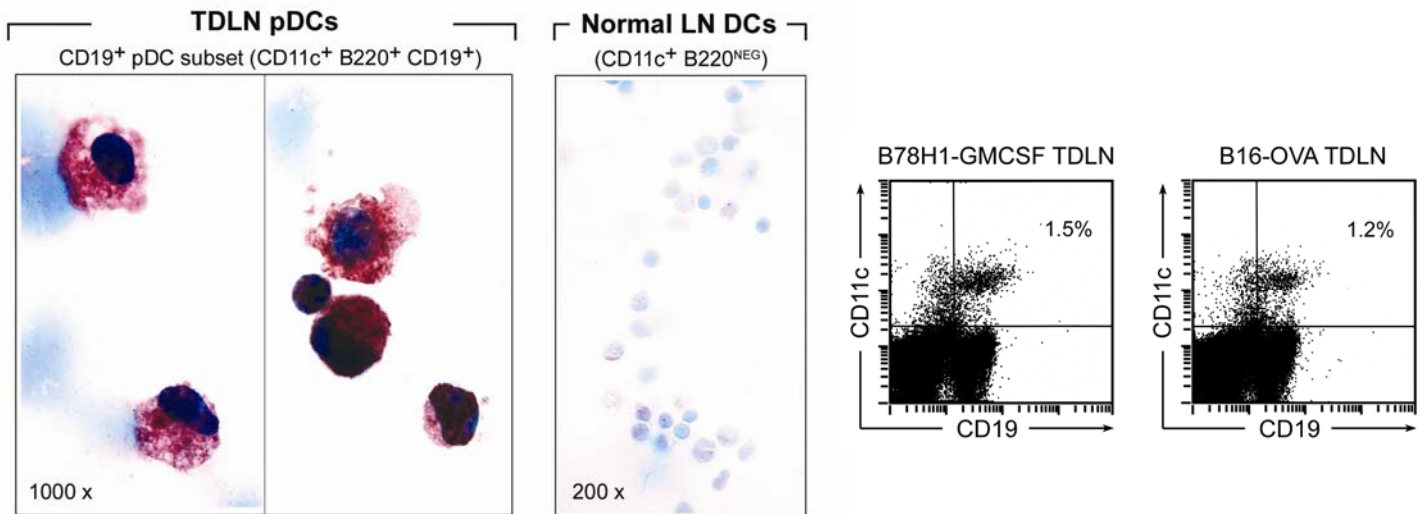 TDLN pDCs
CD19⁺ pDC subset (CD11c⁺ B220⁺ CD19⁺)
1000 x
Normal LN DCs
(CD11c⁺ B220ᴺᴱᴳ)
200 x
B78H1-GMCSF TDLN
1.5%
CD11c
CD19
B16-OVA TDLN
1.2%
CD11c
CD19